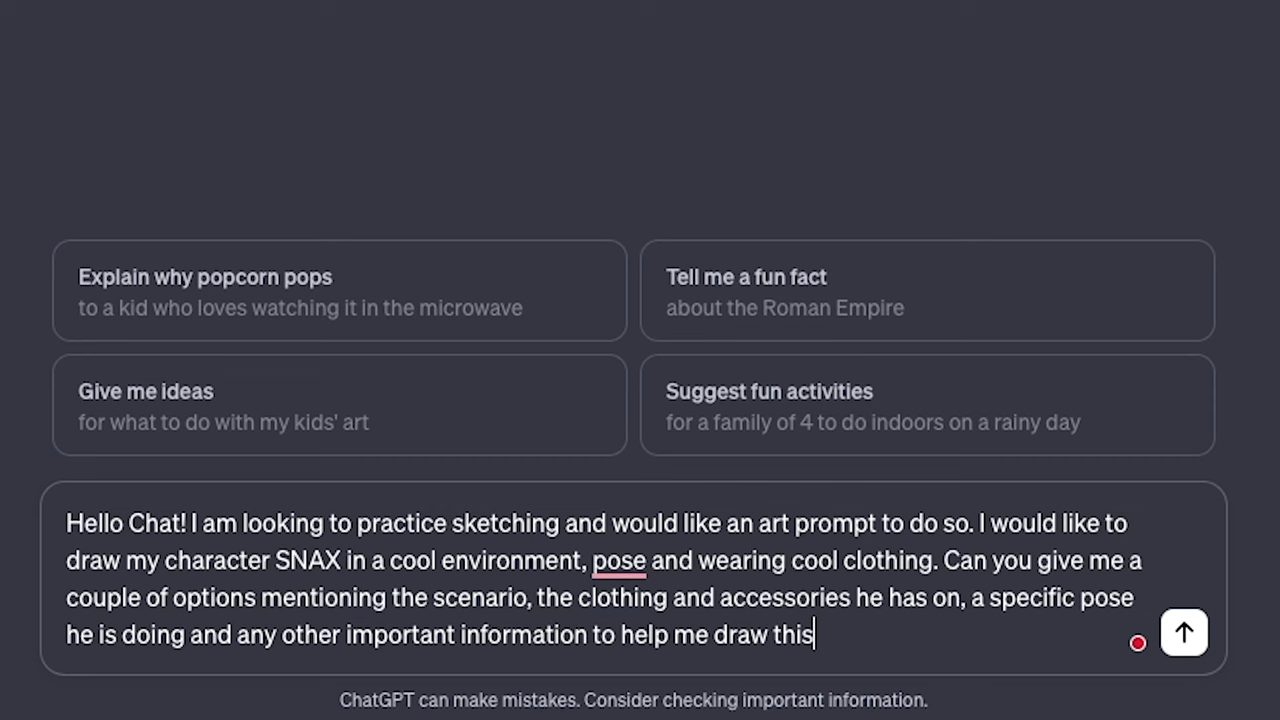 Explain why popcorn pops
to a kid who loves watching it in the microwave
Tell me a fun fact
about the Roman Empire
Give me ideas
for what to do with my kids' art
Suggest fun activities
for a family of 4 to do indoors on a rainy day
Hello Chat! I am looking to practice sketching and would like an art prompt to do so. I would like to
draw my character SNAX in a cool environment, pose and wearing cool clothing. Can you give me a
couple of options mentioning the scenario, the clothing and accessories he has on, a specific pose
he is doing and any other important information to help me draw this
ChatGPT can make mistakes. Consider checking important information.